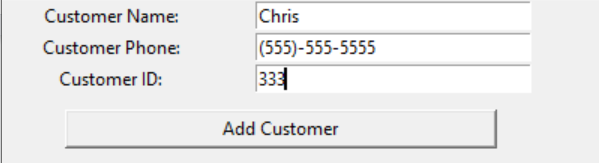 Customer Name: Chris
Customer Phone: (555)-555-5555
Customer ID: 333
Add Customer